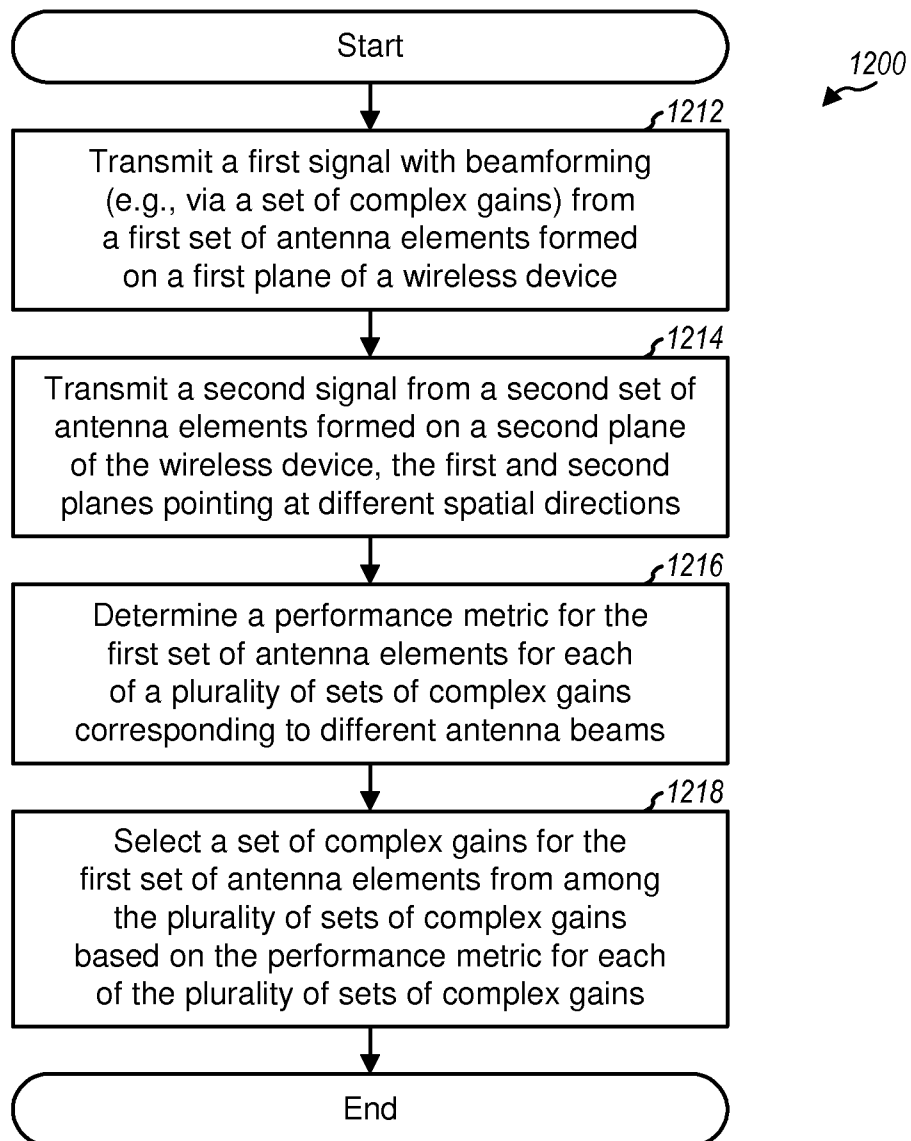 Start
1200
1212
Transmit a first signal with beamforming
(e.g., via a set of complex gains) from
a first set of antenna elements formed
on a first plane of a wireless device
1214
Transmit a second signal from a second set of
antenna elements formed on a second plane
of the wireless device, the first and second
planes pointing at different spatial directions
1216
Determine a performance metric for the
first set of antenna elements for each
of a plurality of sets of complex gains
corresponding to different antenna beams
1218
Select a set of complex gains for the
first set of antenna elements from among
the plurality of sets of complex gains
based on the performance metric for each
of the plurality of sets of complex gains
End